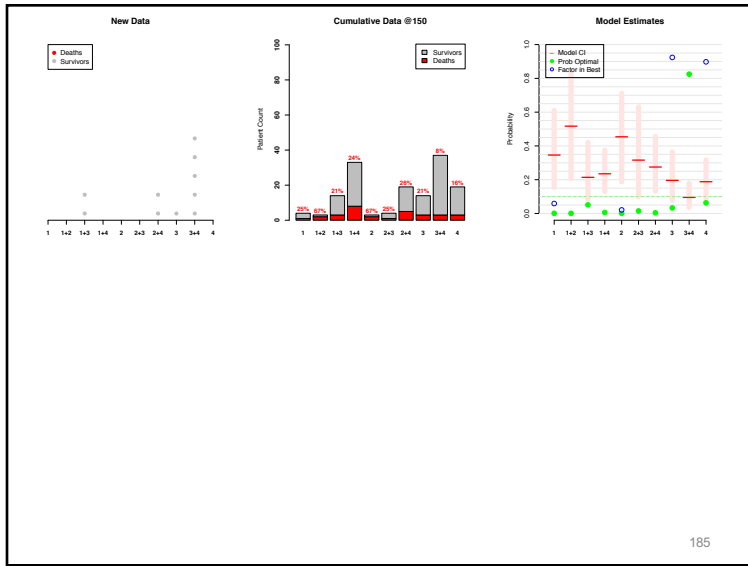 New Data
Deaths
Survivors
1 1+2 1+3 1+4 2 2+3 2+4 3 3+4 4
Cumulative Data @150
Patient Count
100
80
60
40
20
0
Survivors
Deaths
25% 67% 21% 24% 67% 25% 26% 21% 8% 16%
1 1+2 1+3 1+4 2 2+3 2+4 3 3+4 4
Model Estimates
Probability
1.0
0.8
0.6
0.4
0.2
0.0
Model CI
Prob Optimal
Factor in Best
1 1+2 1+3 1+4 2 2+3 2+4 3 3+4 4
185